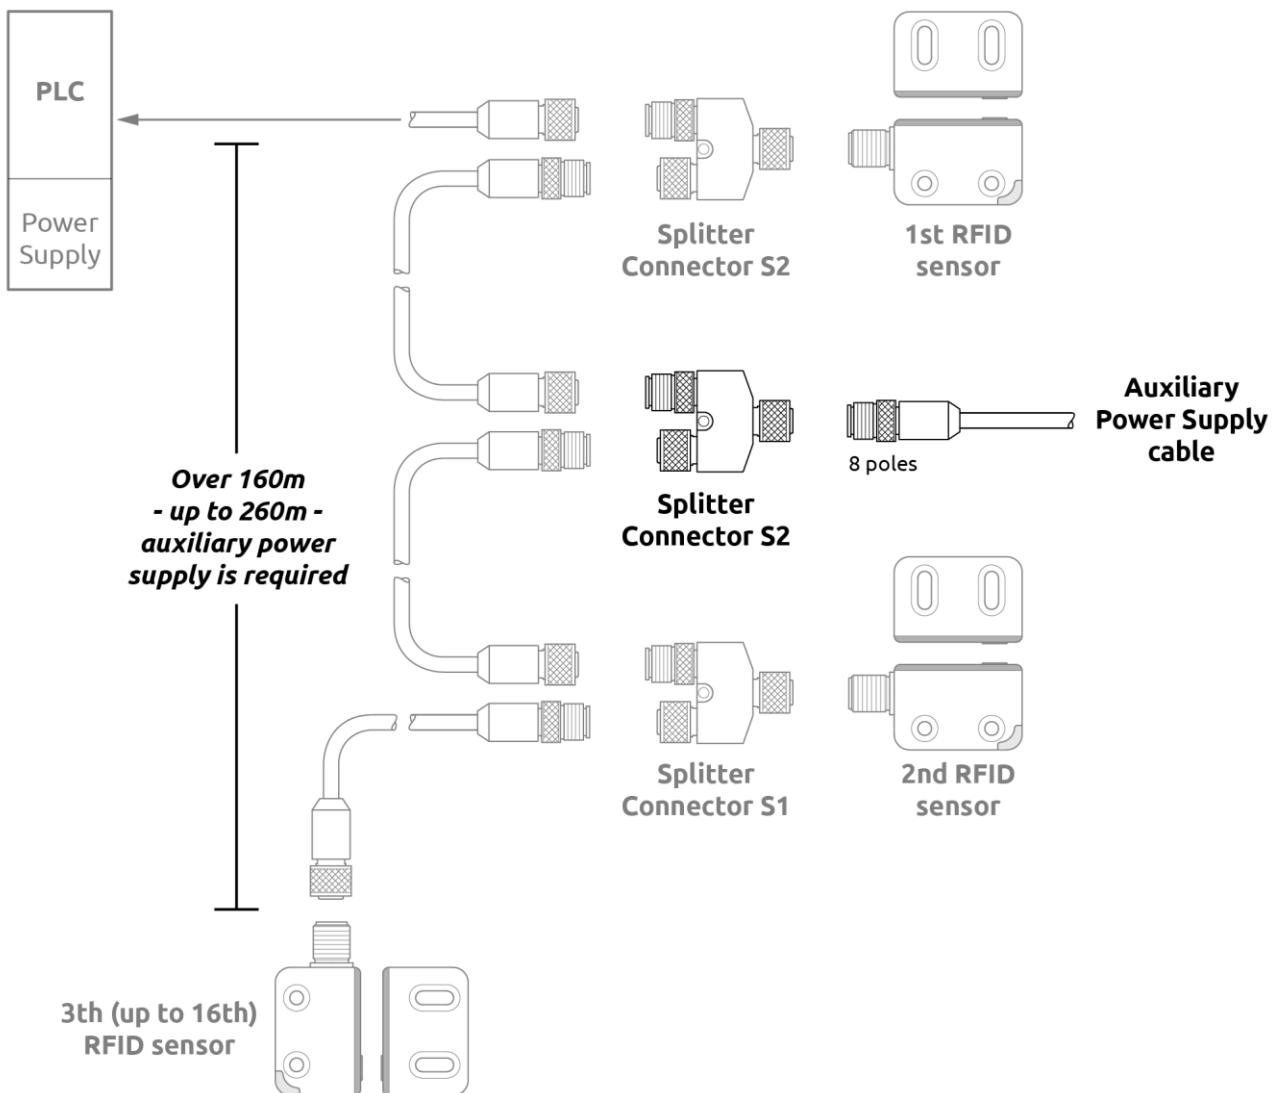 PLC
Power
Supply
Splitter
Connector S2
1st RFID
sensor
Auxiliary
Power Supply
cable
8 poles
Over 160m
- up to 260m -
auxiliary power
supply is required
Splitter
Connector S2
Splitter
Connector S1
2nd RFID
sensor
3th (up to 16th)
RFID sensor